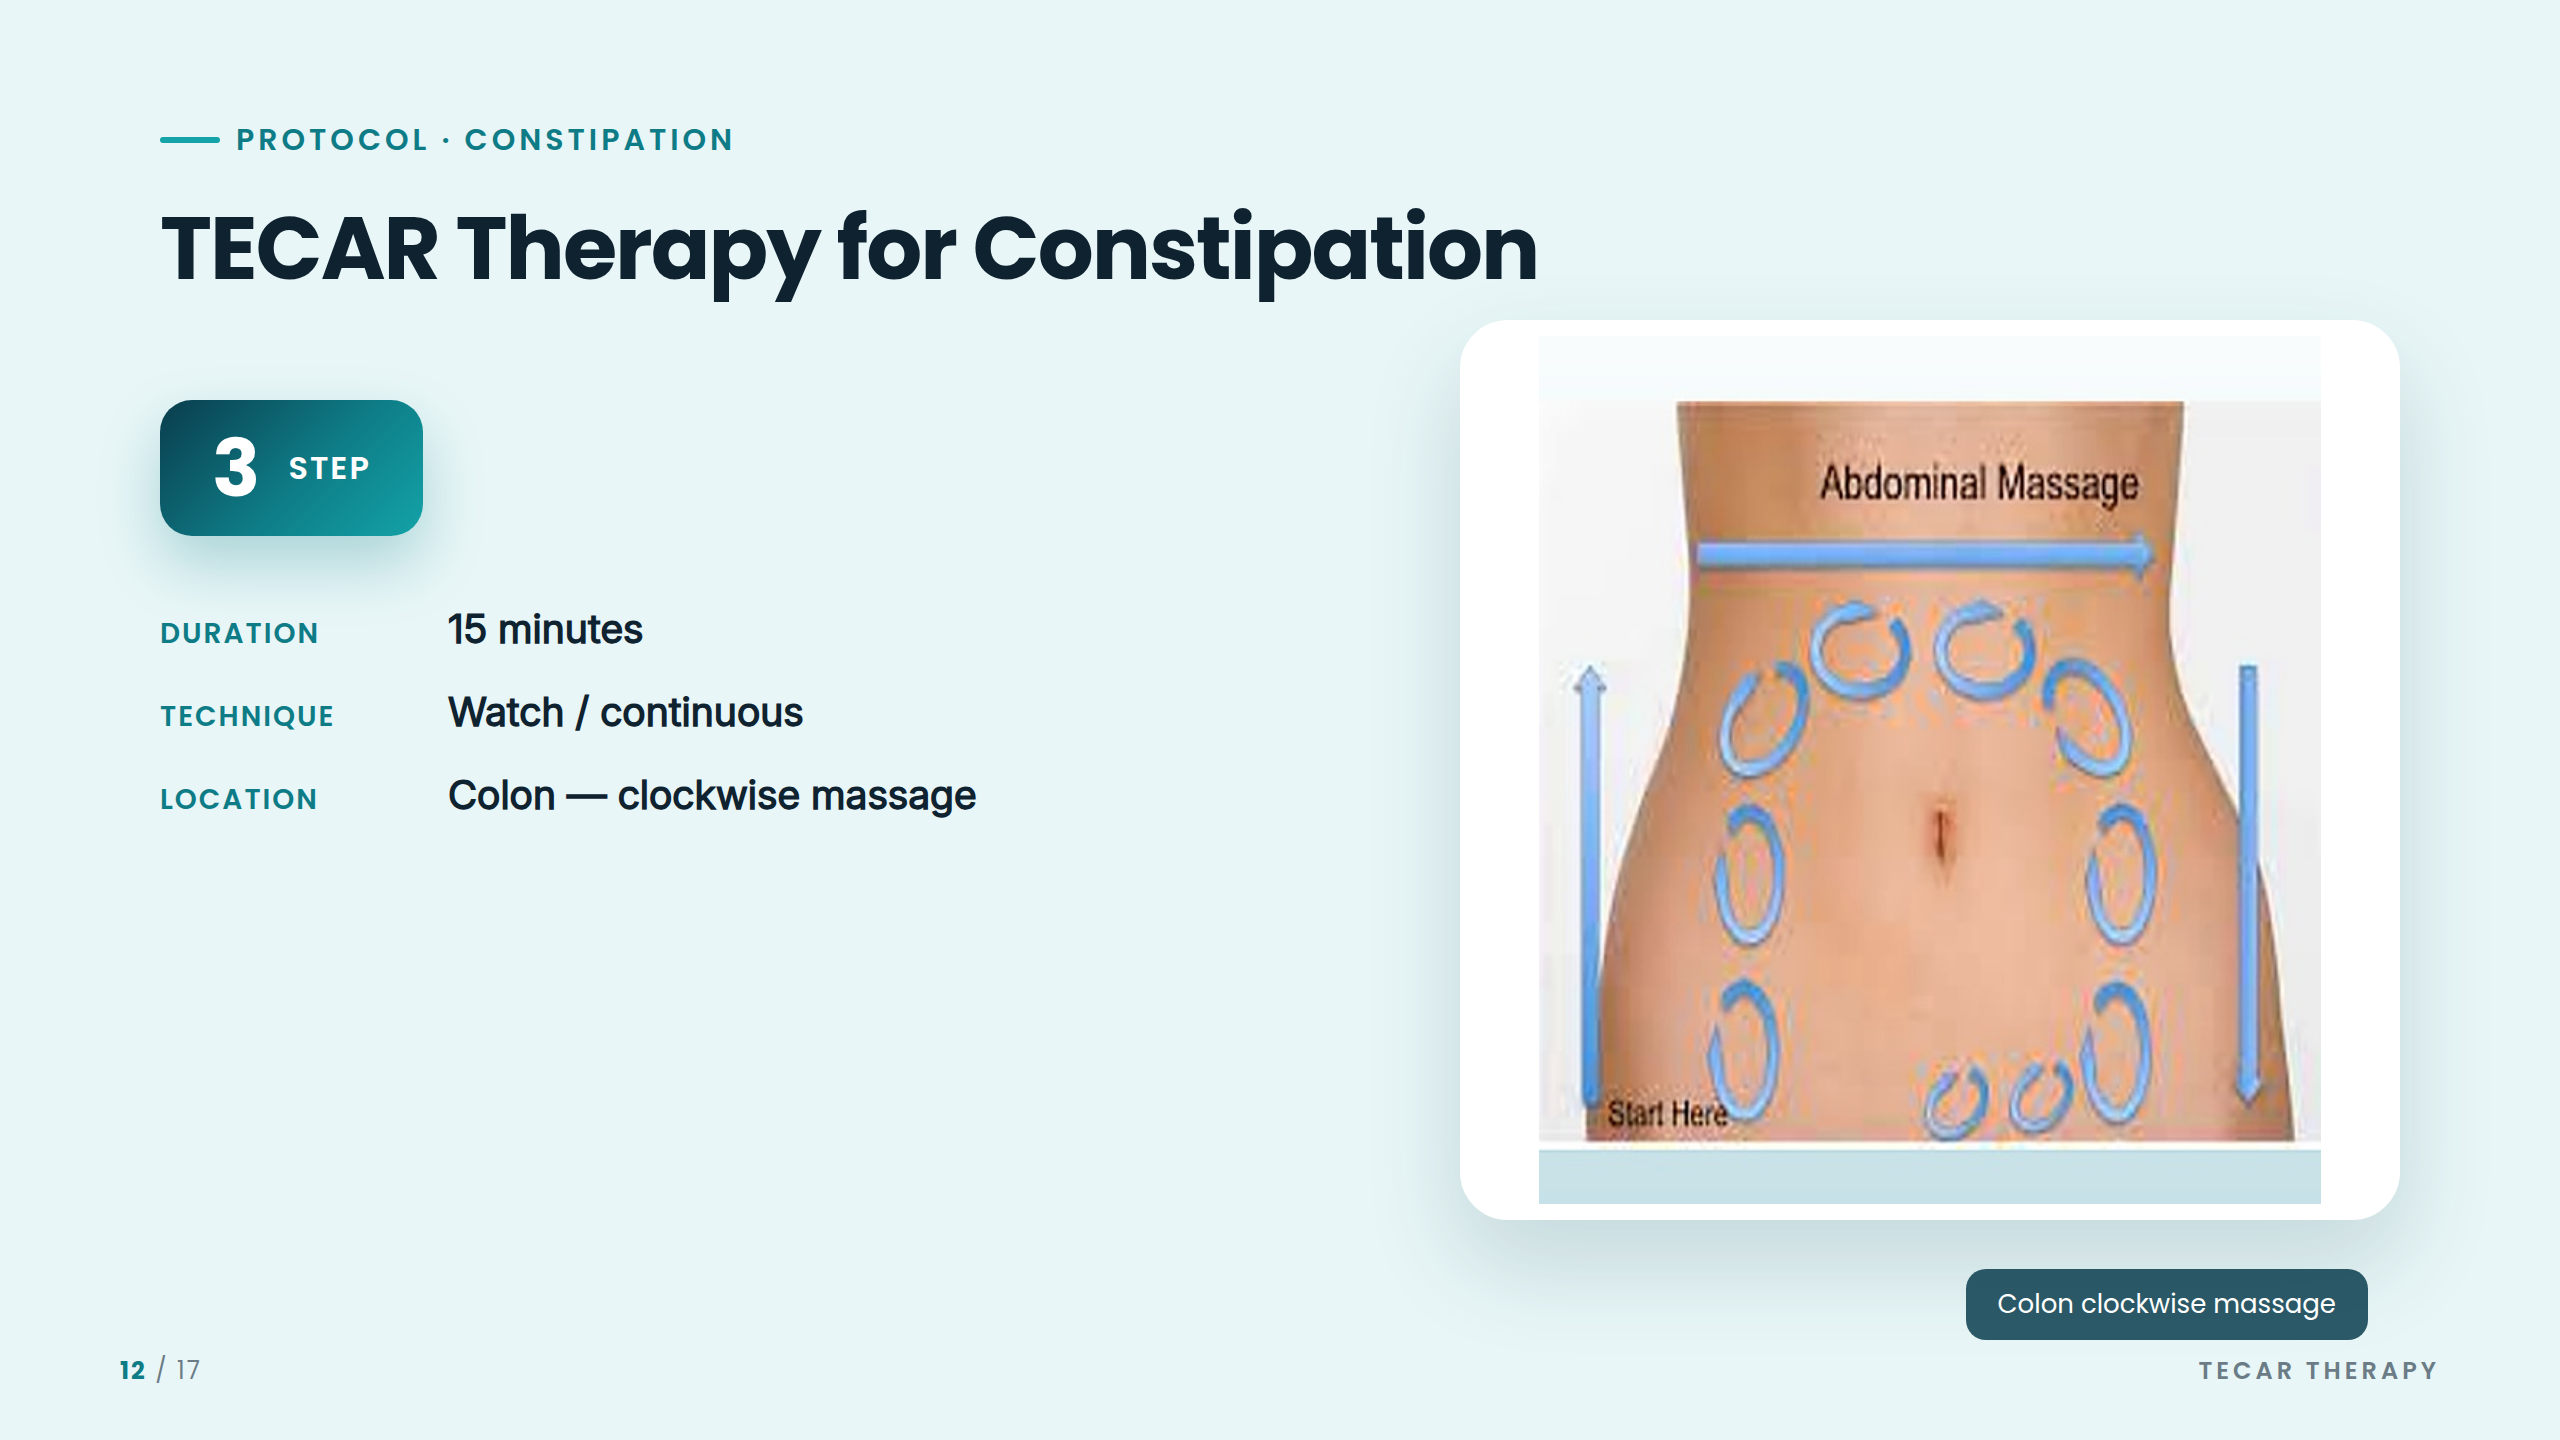 PROTOCOL · CONSTIPATION
TECAR Therapy for Constipation
3 STEP
DURATION 15 minutes
TECHNIQUE Watch / continuous
LOCATION Colon — clockwise massage
Abdominal Massage
Start Here
Colon clockwise massage
12 / 17
TECAR THERAPY